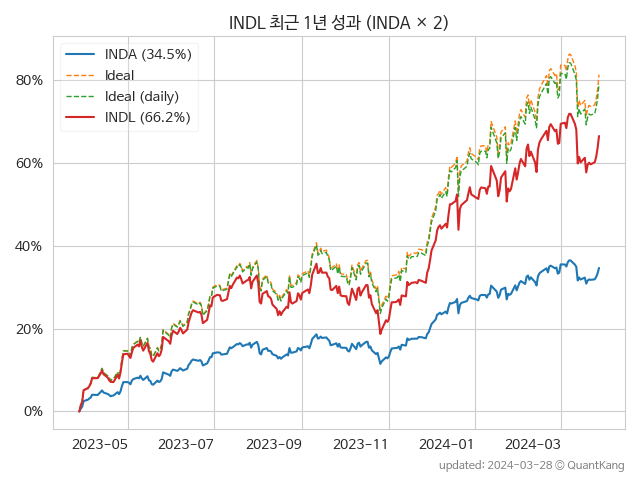 INDL 최근 1년 성과 (INDA × 2)
INDA (34.5%)
Ideal
Ideal (daily)
INDL (66.2%)
80%
60%
40%
20%
0%
2023-05 2023-07 2023-09 2023-11 2024-01 2024-03
updated: 2024-03-28 © QuantKang